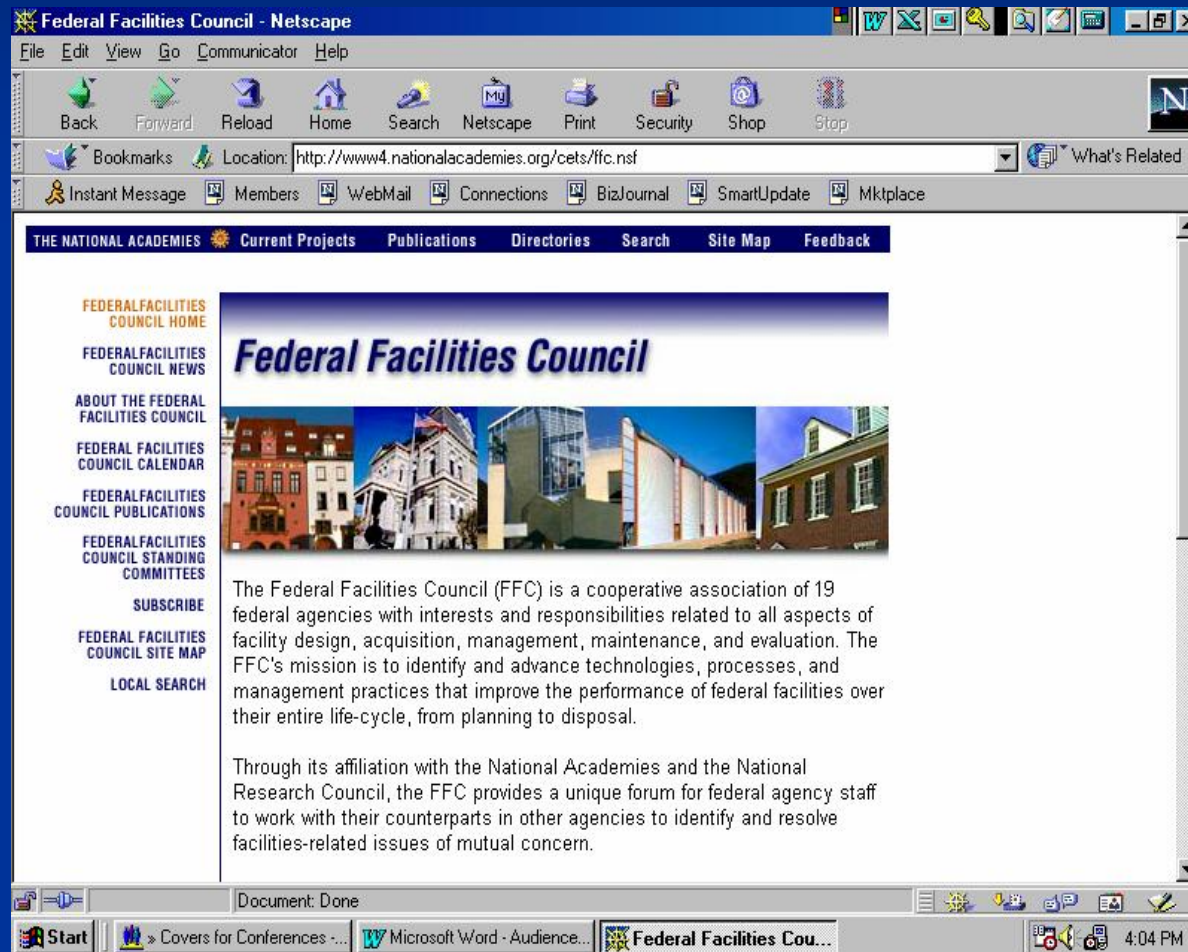 Federal Facilities Council - Netscape
File Edit View Go Communicator Help
Back Forward Reload Home Search Netscape Print Security Shop Stop
My
N
Bookmarks Location: http://www4.nationalacademies.org/cets/ffc.nsf What's Related
Instant Message Members WebMail Connections BizJournal SmartUpdate Mktplace
THE NATIONAL ACADEMIES Current Projects Publications Directories Search Site Map Feedback
FEDERALFACILITIES
COUNCIL HOME
FEDERALFACILITIES
COUNCIL NEWS
ABOUT THE FEDERAL
FACILITIES COUNCIL
FEDERAL FACILITIES
COUNCIL CALENDAR
FEDERALFACILITIES
COUNCIL PUBLICATIONS
FEDERALFACILITIES
COUNCIL STANDING
COMMITTEES
SUBSCRIBE
FEDERAL FACILITIES
COUNCIL SITE MAP
LOCAL SEARCH
Federal Facilities Council
The Federal Facilities Council (FFC) is a cooperative association of 19
federal agencies with interests and responsibilities related to all aspects of
facility design, acquisition, management, maintenance, and evaluation. The
FFC's mission is to identify and advance technologies, processes, and
management practices that improve the performance of federal facilities over
their entire life-cycle, from planning to disposal.
Through its affiliation with the National Academies and the National
Research Council, the FFC provides a unique forum for federal agency staff
to work with their counterparts in other agencies to identify and resolve
facilities-related issues of mutual concern.
Document: Done
Start » Covers for Conferences -... Microsoft Word - Audience... Federal Facilities Cou... 4:04 PM